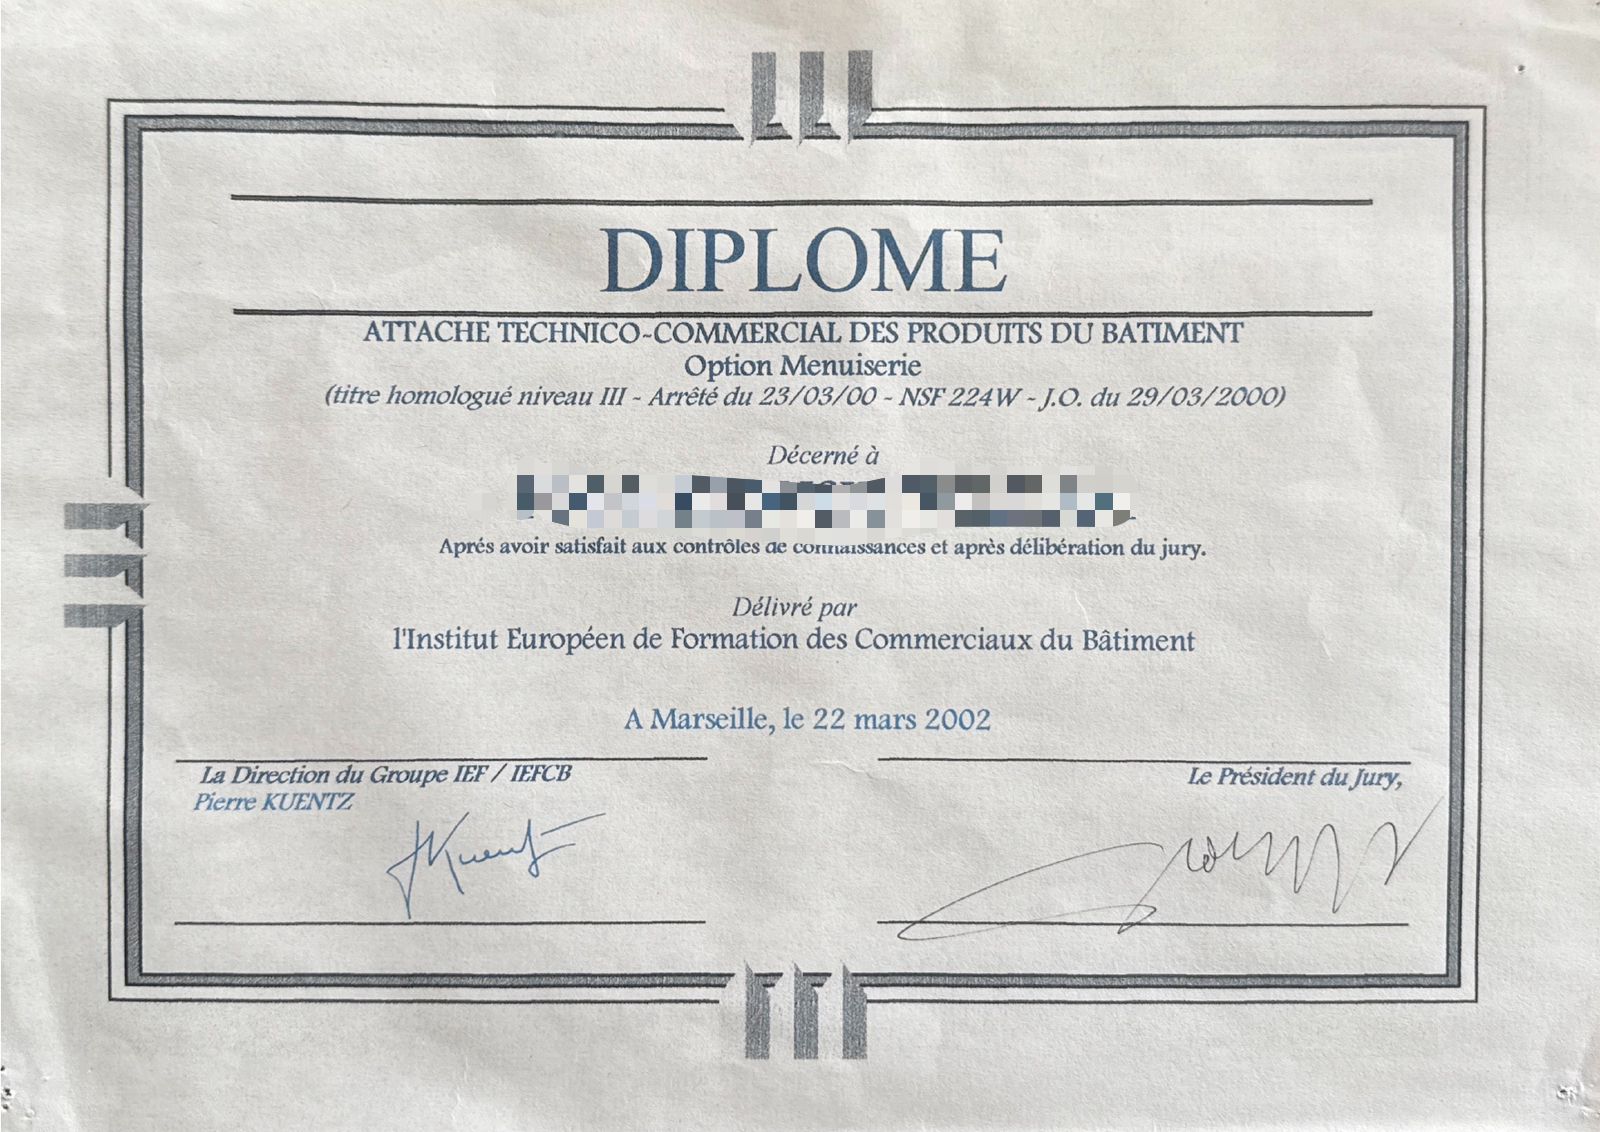 DIPLOME
ATTACHE TECHNICO-COMMERCIAL DES PRODUITS DU BATIMENT
Option Menuiserie
(titre homologué niveau III - Arrêté du 23/03/00 - NSF 224W - J.O. du 29/03/2000)
Décerné à
Aprés avoir satisfait aux contrôles de connaissances et après délibération du jury.
Délivré par
l'Institut Européen de Formation des Commerciaux du Bâtiment
A Marseille, le 22 mars 2002
La Direction du Groupe IEF / IEFCB
Pierre KUENTZ
Le Président du Jury,